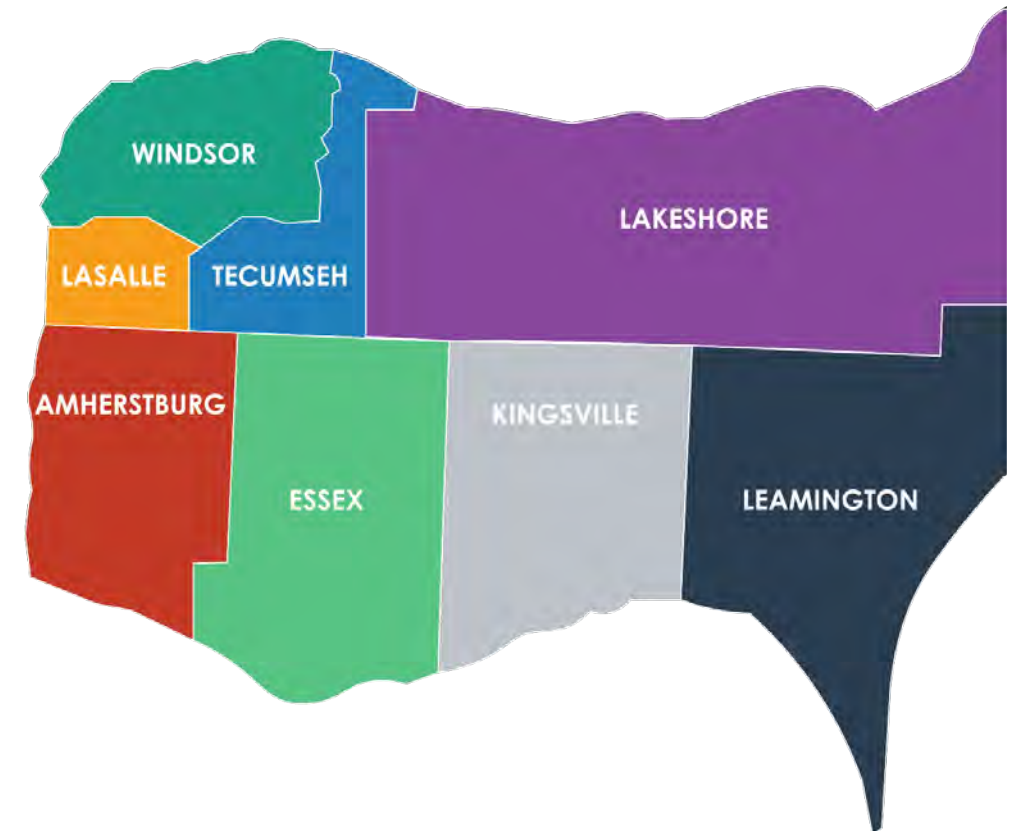 WINDSOR
LAKESHORE
LASALLE
TECUMSEH
AMHERSTBURG
KINGSVILLE
ESSEX
LEAMINGTON